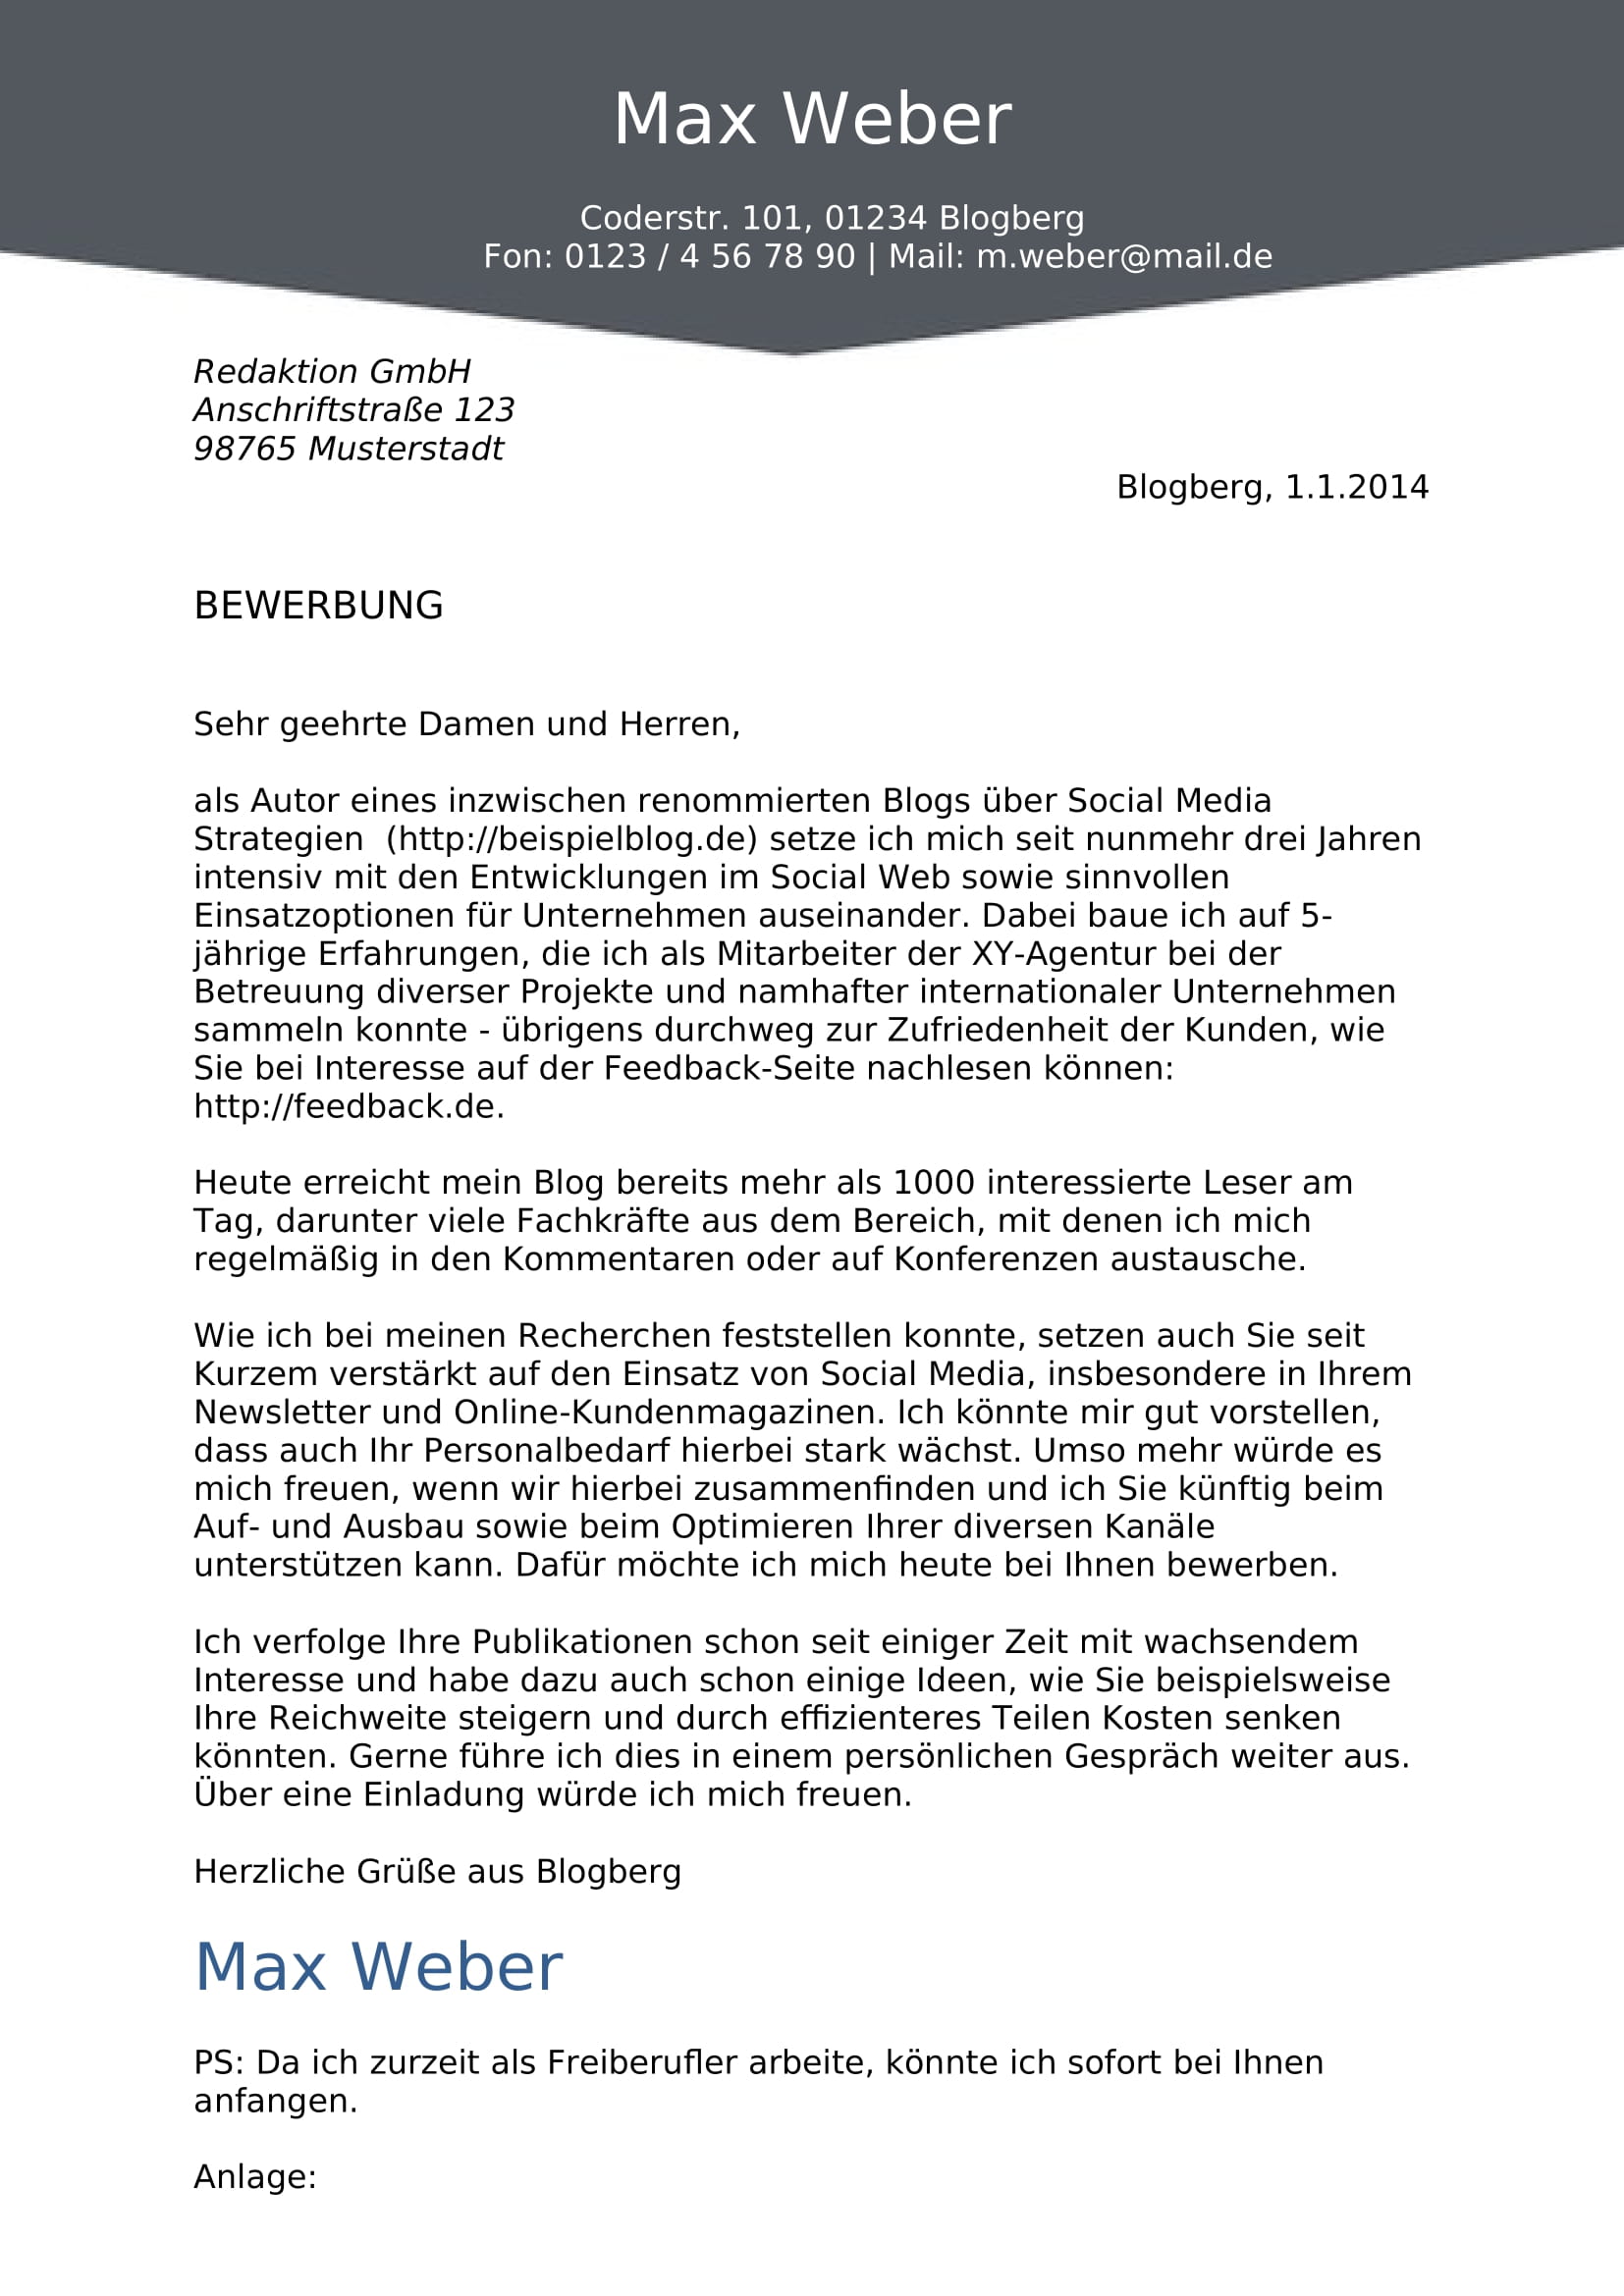 Max Weber
Coderstr. 101, 01234 Blogberg
Fon: 0123 / 4 56 78 90 | Mail: m.weber@mail.de
Redaktion GmbH
Anschriftstraße 123
98765 Musterstadt
Blogberg, 1.1.2014
BEWERBUNG
Sehr geehrte Damen und Herren,
als Autor eines inzwischen renommierten Blogs über Social Media
Strategien  (http://beispielblog.de) setze ich mich seit nunmehr drei Jahren
intensiv mit den Entwicklungen im Social Web sowie sinnvollen
Einsatzoptionen für Unternehmen auseinander. Dabei baue ich auf 5-
jährige Erfahrungen, die ich als Mitarbeiter der XY-Agentur bei der
Betreuung diverser Projekte und namhafter internationaler Unternehmen
sammeln konnte - übrigens durchweg zur Zufriedenheit der Kunden, wie
Sie bei Interesse auf der Feedback-Seite nachlesen können:
http://feedback.de.
Heute erreicht mein Blog bereits mehr als 1000 interessierte Leser am
Tag, darunter viele Fachkräfte aus dem Bereich, mit denen ich mich
regelmäßig in den Kommentaren oder auf Konferenzen austausche.
Wie ich bei meinen Recherchen feststellen konnte, setzen auch Sie seit
Kurzem verstärkt auf den Einsatz von Social Media, insbesondere in Ihrem
Newsletter und Online-Kundenmagazinen. Ich könnte mir gut vorstellen,
dass auch Ihr Personalbedarf hierbei stark wächst. Umso mehr würde es
mich freuen, wenn wir hierbei zusammenfinden und ich Sie künftig beim
Auf- und Ausbau sowie beim Optimieren Ihrer diversen Kanäle
unterstützen kann. Dafür möchte ich mich heute bei Ihnen bewerben.
Ich verfolge Ihre Publikationen schon seit einiger Zeit mit wachsendem
Interesse und habe dazu auch schon einige Ideen, wie Sie beispielsweise
Ihre Reichweite steigern und durch effizienteres Teilen Kosten senken
könnten. Gerne führe ich dies in einem persönlichen Gespräch weiter aus.
Über eine Einladung würde ich mich freuen.
Herzliche Grüße aus Blogberg
Max Weber
PS: Da ich zurzeit als Freiberufler arbeite, könnte ich sofort bei Ihnen
anfangen.
Anlage: